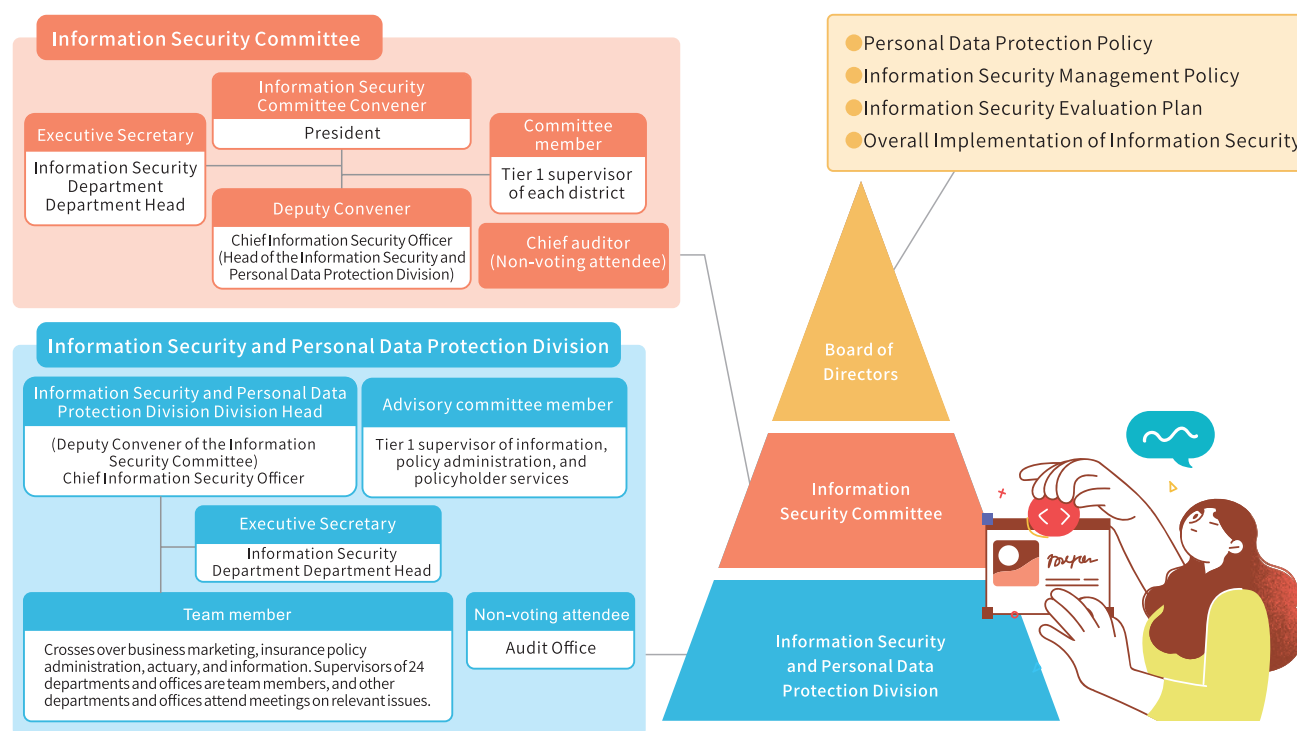 Information Security Committee
Information Security
Committee Convener
President
Executive Secretary
Information Security
Department
Department Head
Committee
member
Tier 1 supervisor
of each district
Deputy Convener
Chief Information Security Officer
(Head of the Information Security and
Personal Data Protection Division)
Chief auditor
(Non-voting attendee)
Personal Data Protection Policy
Information Security Management Policy
Information Security Evaluation Plan
Overall Implementation of Information Security
Board of
Directors
Information
Security Committee
Information Security
and Personal Data
Protection Division
Information Security and Personal Data Protection Division
Information Security and Personal Data
Protection Division Division Head
(Deputy Convener of the Information
Security Committee)
Chief Information Security Officer
Advisory committee member
Tier 1 supervisor of information,
policy administration, and
policyholder services
Executive Secretary
Information Security
Department Department Head
Team member
Crosses over business marketing, insurance policy
administration, actuary, and information. Supervisors of 24
departments and offices are team members, and other
departments and offices attend meetings on relevant issues.
Non-voting attendee
Audit Office